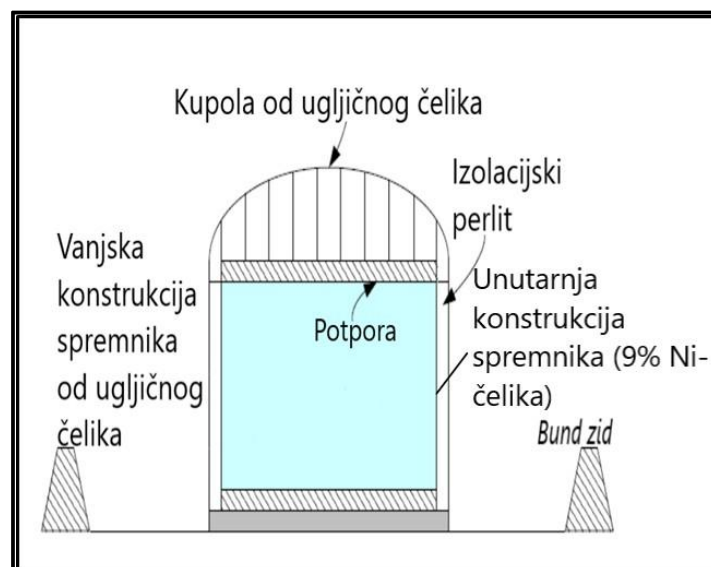 Kupola od ugljičnog čelika
Izolacijski
perlit
Vanjska
konstrukcija
spremnika
od ugljičnog
čelika
Potpora
Unutarnja
konstrukcija
spremnika (9% Ni-
čelika)
Bund zid